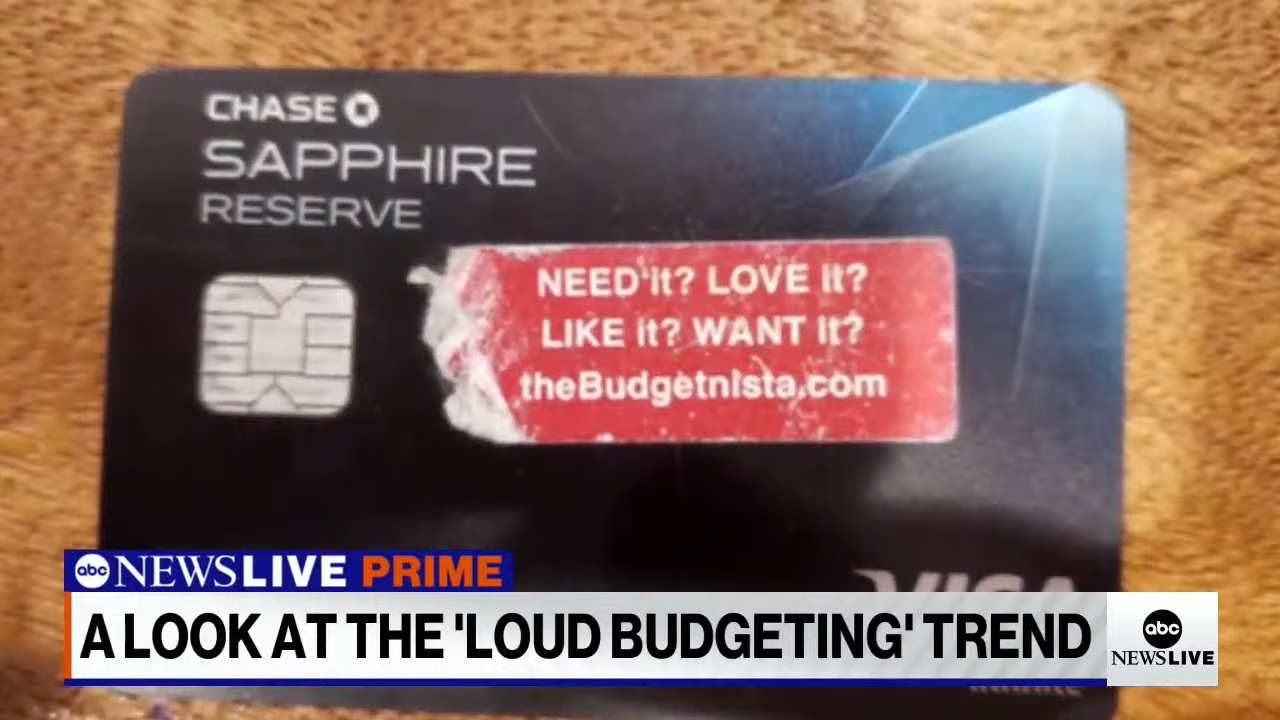 CHASE
SAPPHIRE
RESERVE
NEED it? LOVE it?
LIKE it? WANT it?
theBudgetnista.com
VISA
abc NEWS LIVE PRIME
A LOOK AT THE 'LOUD BUDGETING' TREND
abc
NEWS LIVE